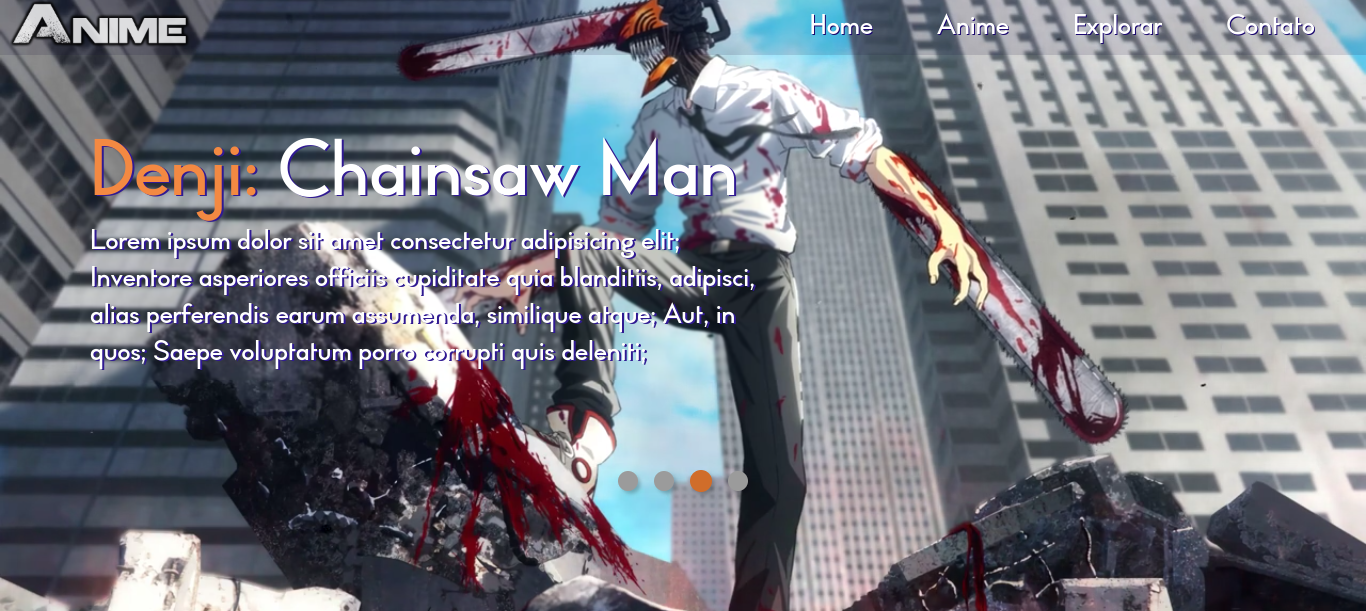 ANIME
Home Anime Explorar Contato
Denji: Chainsaw Man
Lorem ipsum dolor sit amet consectetur adipisicing elit;
Inventore asperiores officiis cupiditate quia blanditiis, adipisci,
alias perferendis earum assumenda, similique atque; Aut, in
quos; Saepe voluptatum porro corrupti quis deleniti;